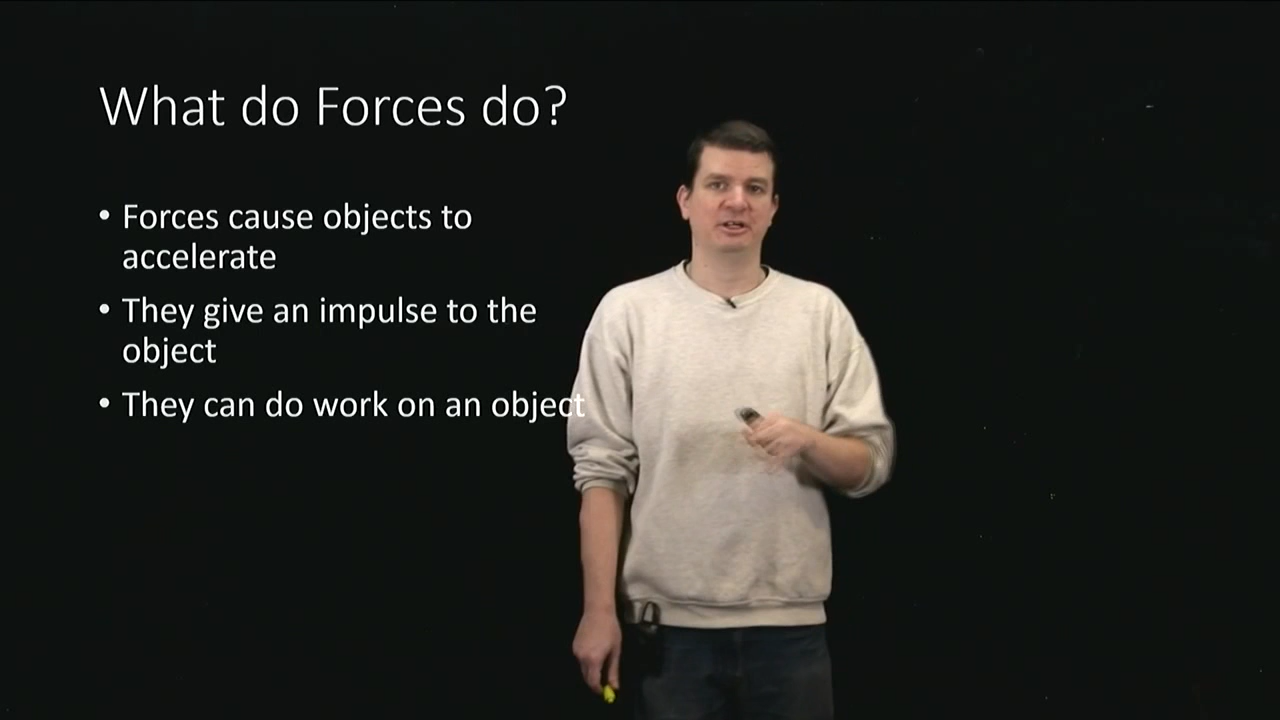 What do Forces do?
• Forces cause objects to
accelerate
• They give an impulse to the
object
• They can do work on an object